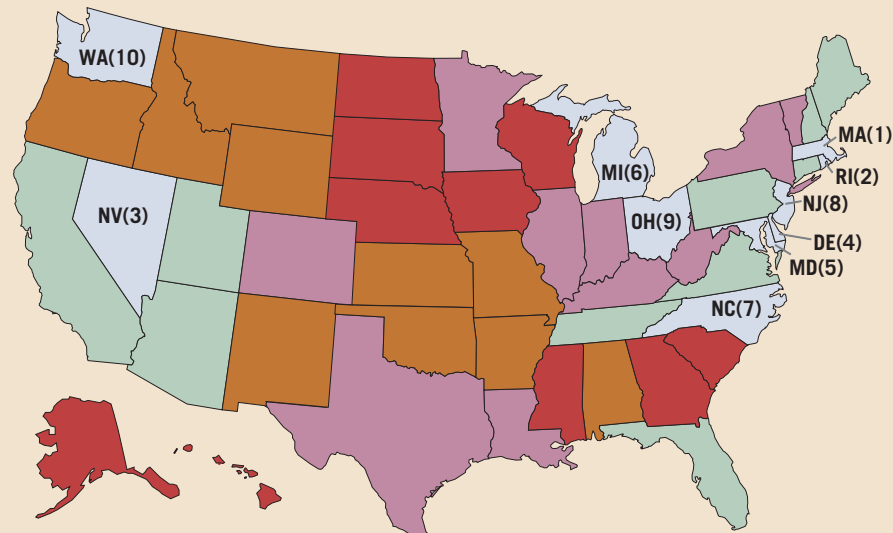 WA(10)
MA(1)
MI(6)
RI(2)
NV(3)
NJ(8)
OH(9)
DE(4)
MD(5)
NC(7)